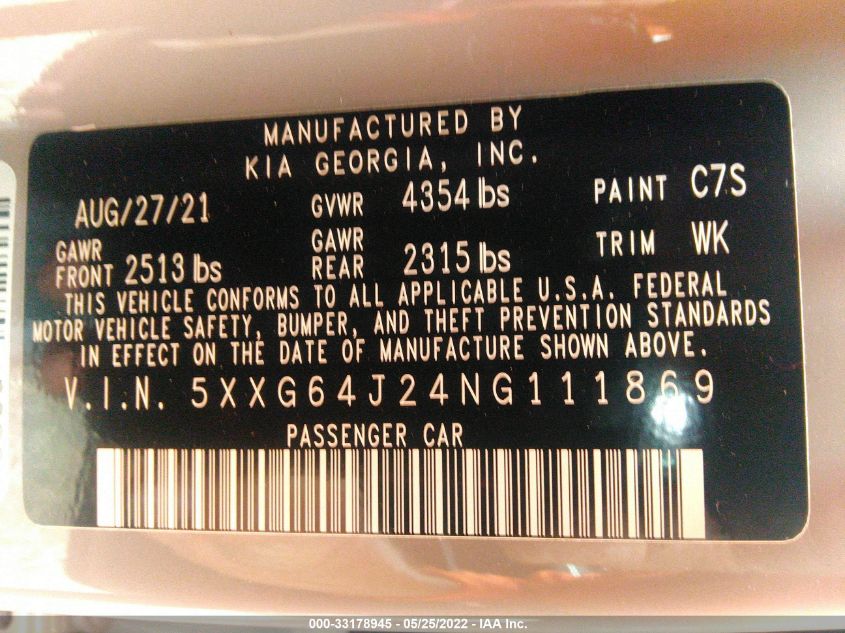 MANUFACTURED BY
KIA GEORGIA, INC.
AUG/27/21 GVWR 4354 lbs PAINT C7S
GAWR FRONT 2513 lbs GAWR REAR 2315 lbs TRIM WK
THIS VEHICLE CONFORMS TO ALL APPLICABLE U.S.A. FEDERAL
MOTOR VEHICLE SAFETY, BUMPER, AND THEFT PREVENTION STANDARDS
IN EFFECT ON THE DATE OF MANUFACTURE SHOWN ABOVE.
V.I.N. 5XXG64J24NG111869
PASSENGER CAR
000-33178945 - 05/25/2022 - IAA Inc.